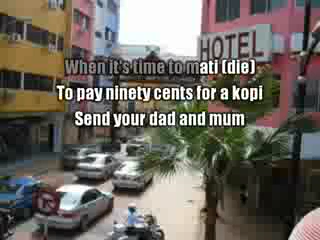 HOTEL
When it's time to mati (die)
To pay ninety cents for a kopi
Send your dad and mum